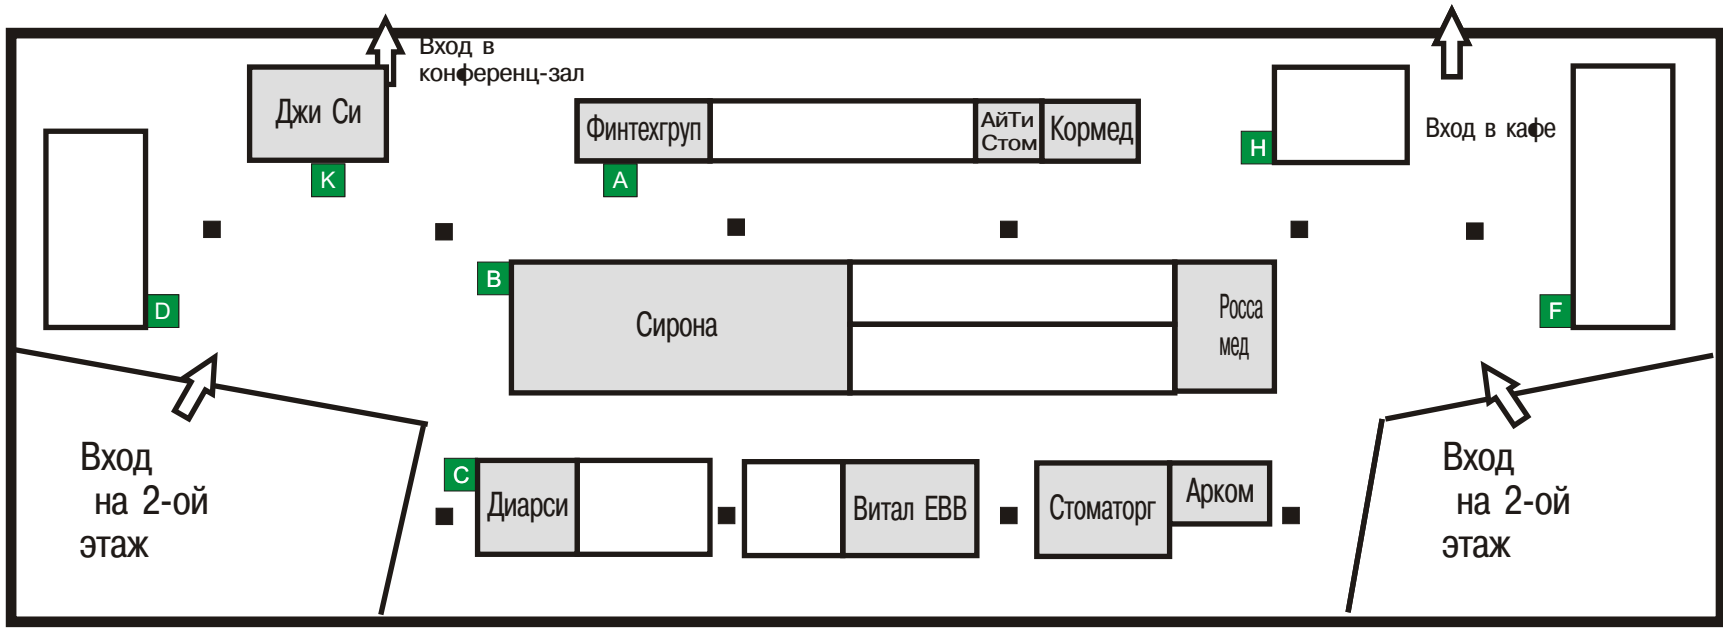 Вход в
конференц-зал
Джи Си
K
Финтехгруп
АйТи
Стом
Кормед
A
H
Вход в кафе
D
B
Сирона
Росса
мед
F
Вход
на 2-ой
этаж
C
Диарси
Витал ЕВВ
Стоматорг
Арком
Вход
на 2-ой
этаж